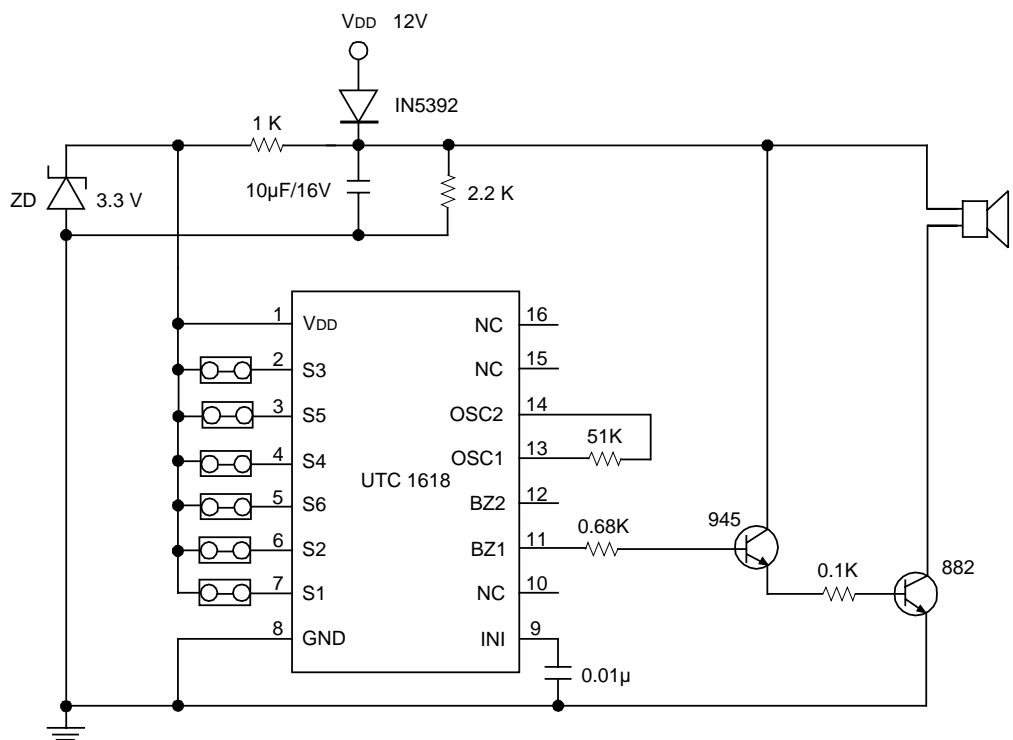 VDD 12V
IN5392
1 K
ZD 3.3 V
10µF/16V
2.2 K
1 VDD
2 S3
3 S5
4 S4
5 S6
6 S2
7 S1
8 GND
UTC 1618
NC 16
NC 15
OSC2 14
OSC1 13
BZ2 12
BZ1 11
NC 10
INI 9
51K
0.68K
945
0.1K
882
0.01µ